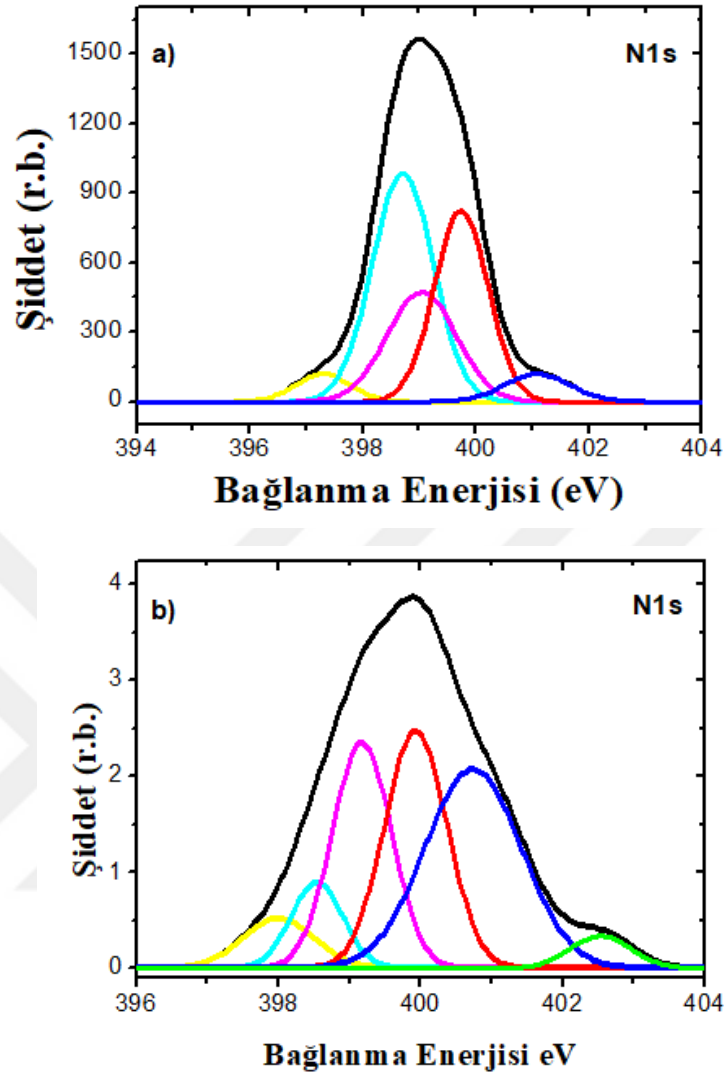 a)
N1s
1500
1200
900
600
300
0
Şiddet (r.b.)
394 396 398 400 402 404
Bağlanma Enerjisi (eV)
b)
N1s
4
3
2
1
0
Şiddet (r.b.)
396 398 400 402 404
Bağlanma Enerjisi eV